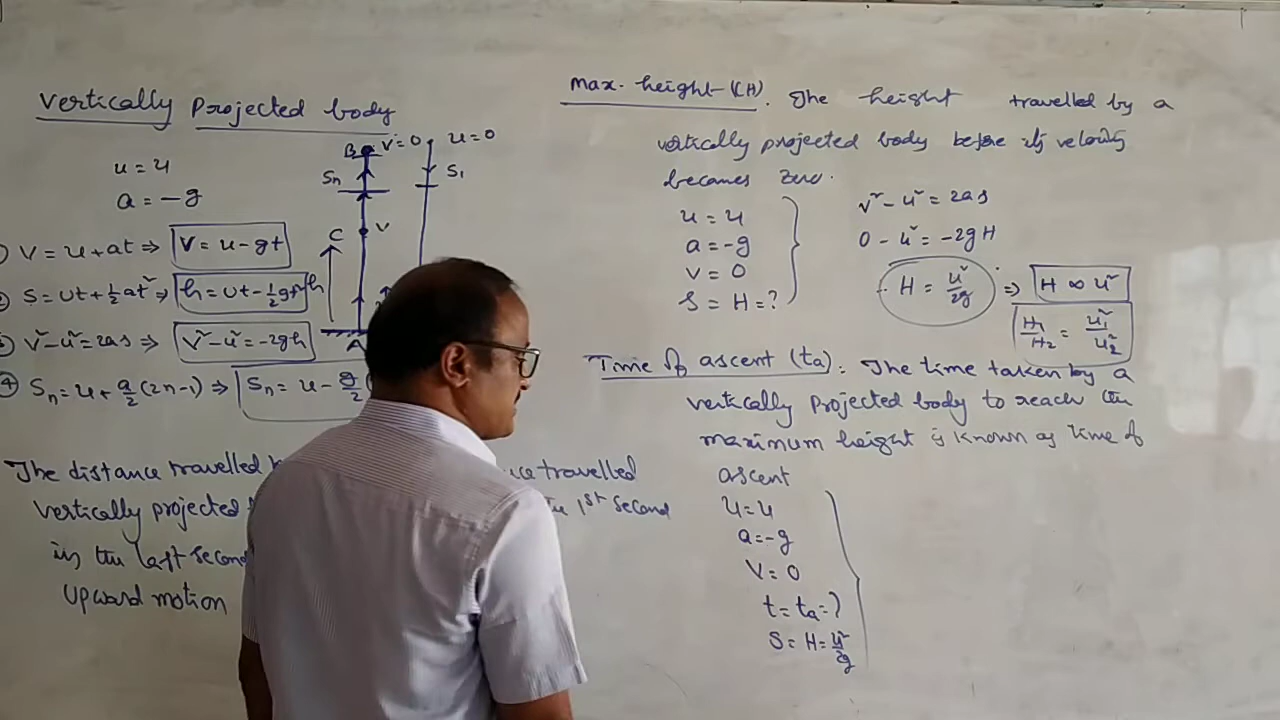 Vertically Projected body
u = u
a = -g
V = u + at ⇒ V = u - gt
② S = ut + ½at² ⇒ h = ut - ½gt²
③ V² - u² = 2as ⇒ V² - u² = -2gh
④ Sn = u + a/2 (2n-1) ⇒ Sn = u - g/2
B V=0 u=0
Sn S1
C V
h
A
The distance travelled
vertically projected
in the last second
upward motion
travelled
1st second
max. height (H). The height travelled by a
vertically projected body before its velocity
becomes zero.
u = u
a = -g
V = 0
S = H = ?
V² - u² = 2as
0 - u² = -2gH
H = u²/2g ⇒ H ∞ u²
H1/H2 = u1²/u2²
Time of ascent (ta). The time taken by a
vertically projected body to reach the
maximum height is known as time of
ascent
u = u
a = -g
V = 0
t = ta = ?
S = H = u²/2g